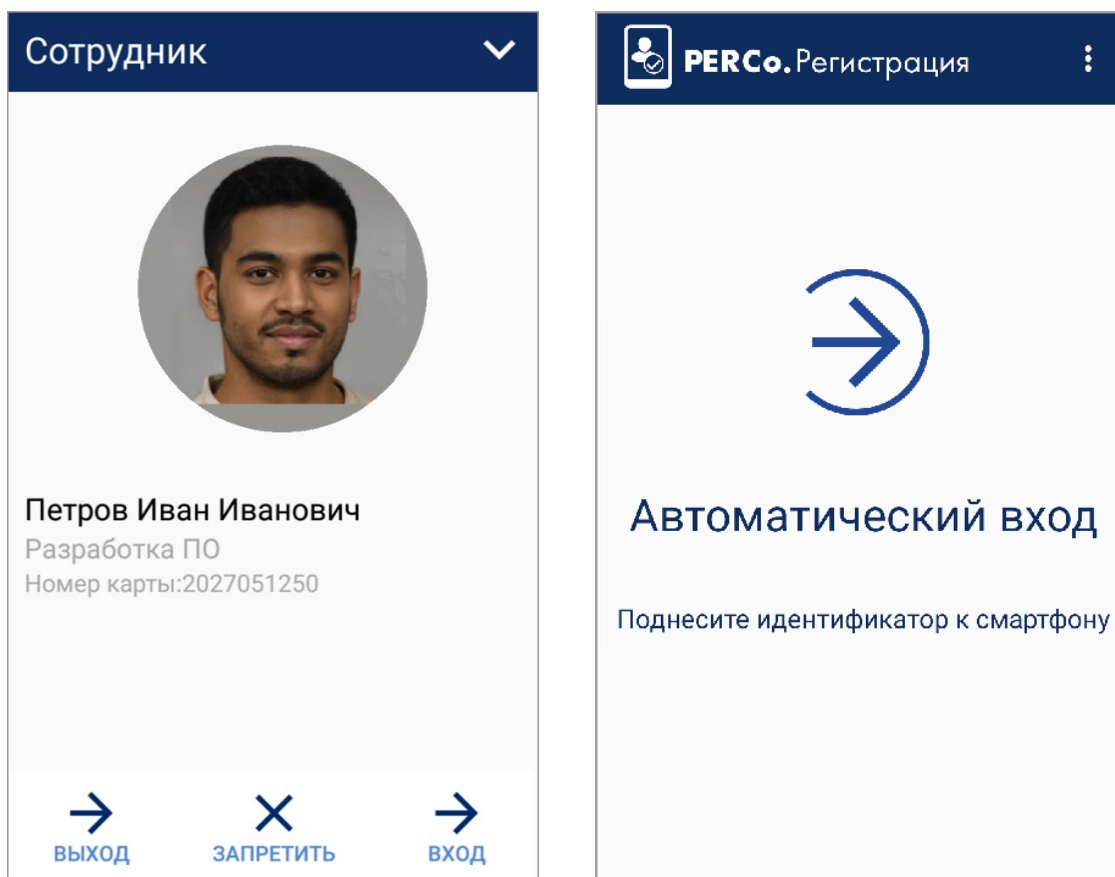 Сотрудник
Петров Иван Иванович
Разработка ПО
Номер карты:2027051250
ВЫХОД
ЗАПРЕТИТЬ
ВХОД
PERCo.Регистрация
Автоматический вход
Поднесите идентификатор к смартфону